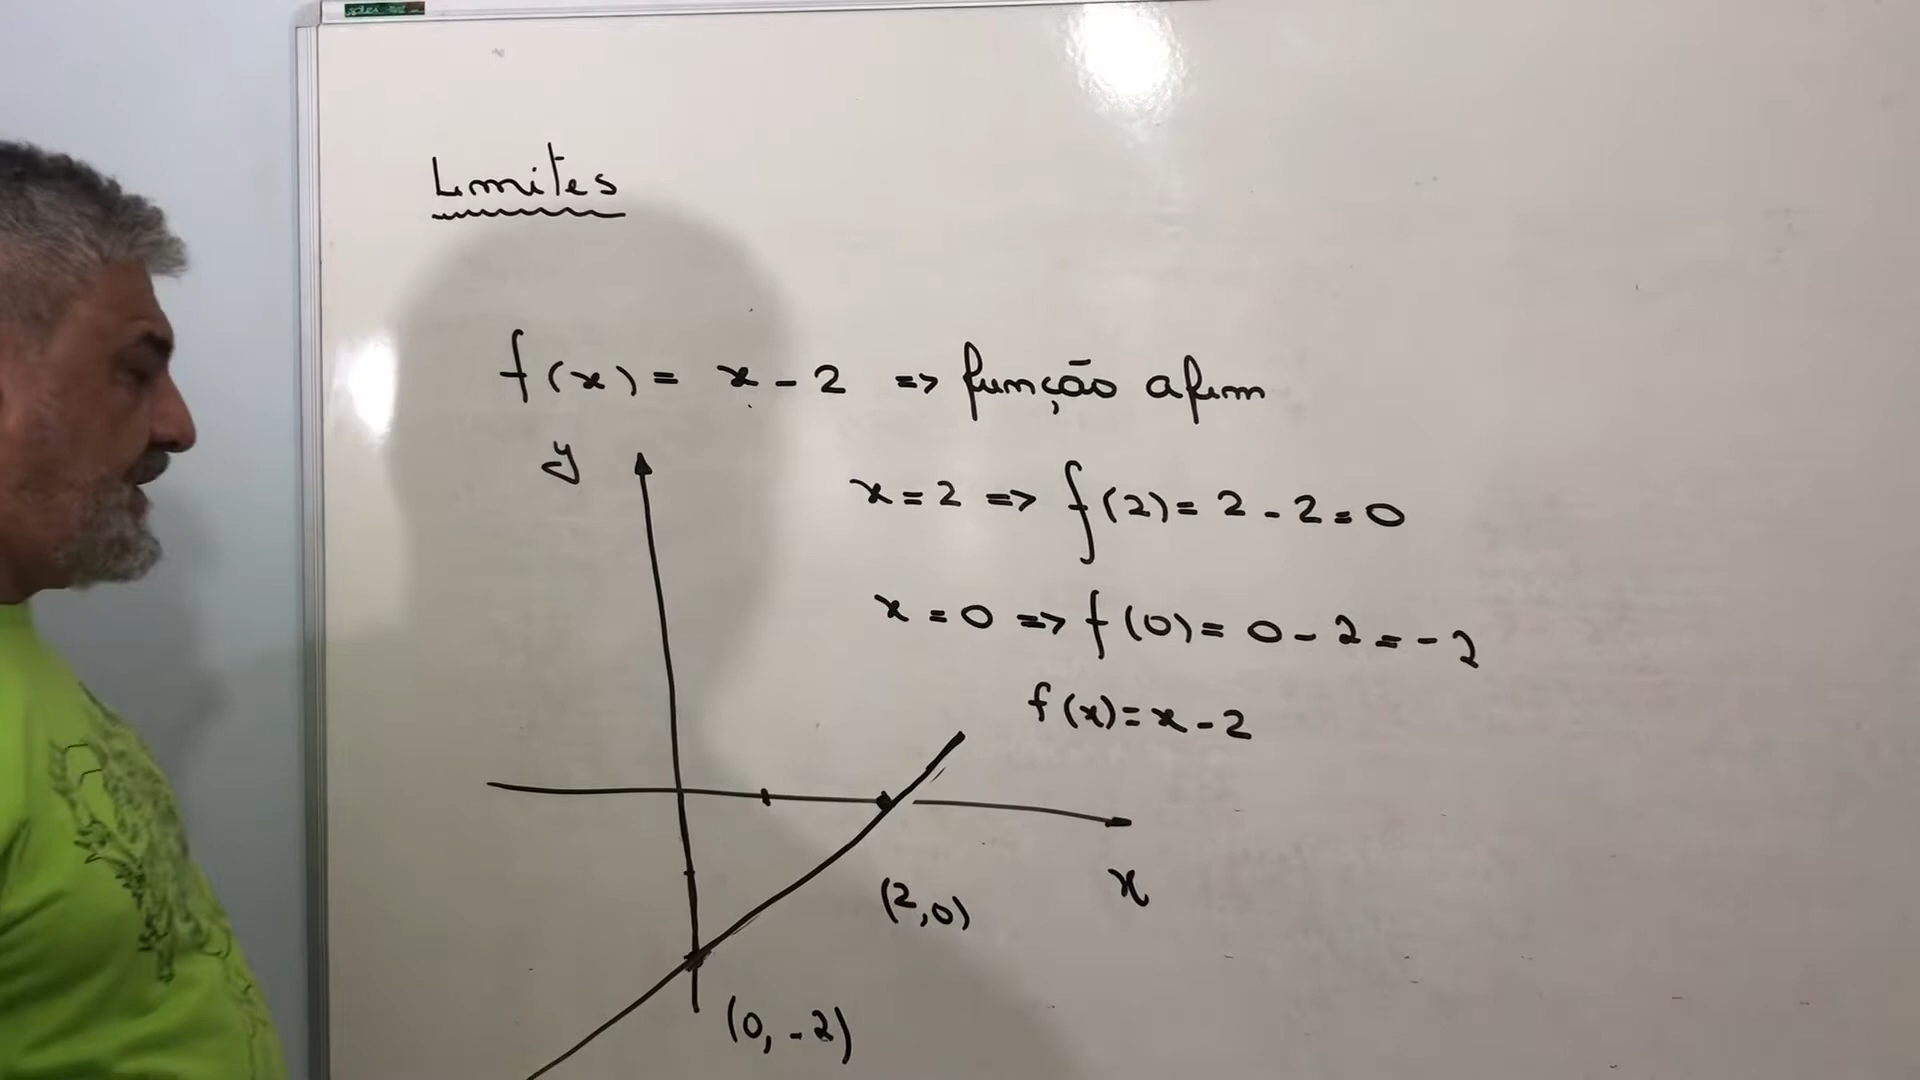 Limites
f(x) = x - 2 => função afim
y
x = 2 => f(2) = 2 - 2 = 0
x = 0 => f(0) = 0 - 2 = - 2
f(x) = x - 2
x
(2,0)
(0, -2)